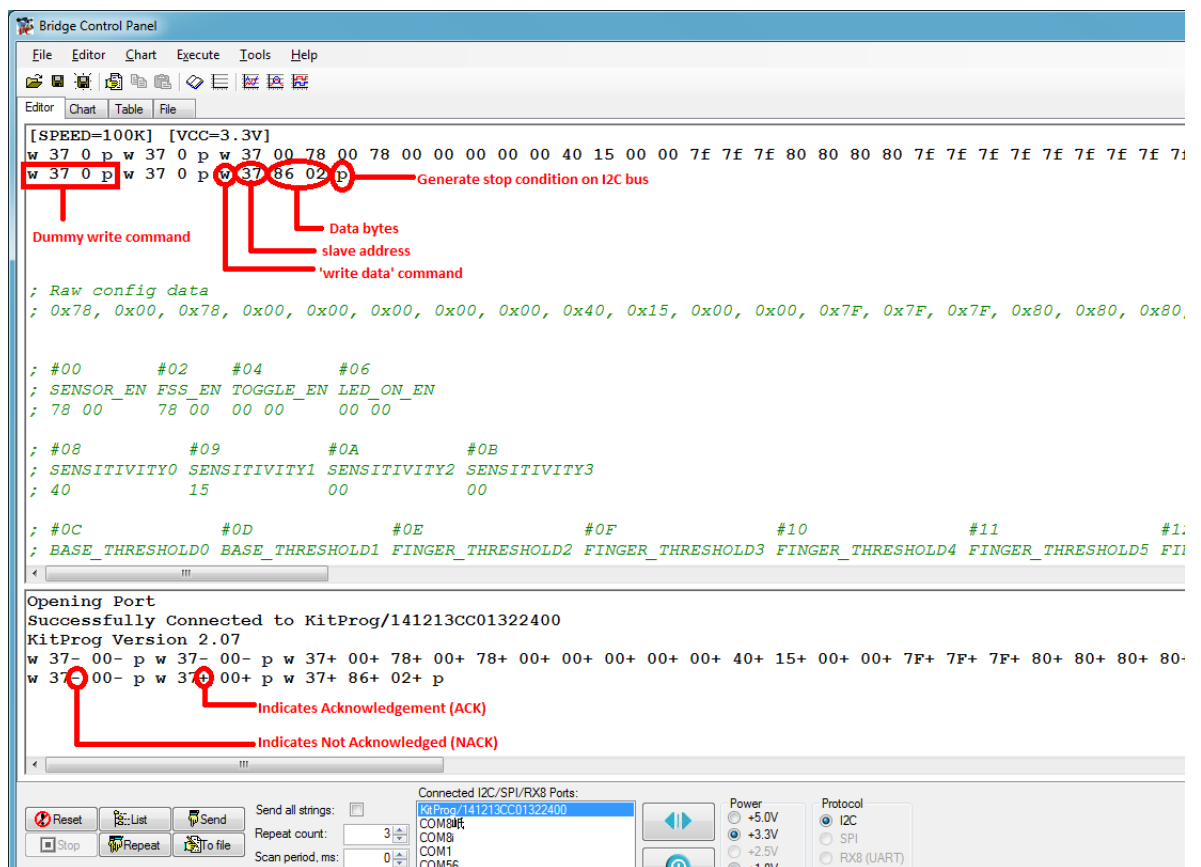 Bridge Control Panel
File Editor Chart Execute Tools Help
Editor Chart Table File
[SPEED=100K] [VCC=3.3V]
w 37 0 p w 37 0 p w 37 00 78 00 78 00 00 00 00 00 40 15 00 00 7f 7f 7f 80 80 80 80 7f 7f 7f 7f 7f 7f 7f 7f
w 37 0 p w 37 0 p w 37 86 02 p
Generate stop condition on I2C bus
Data bytes
Dummy write command
slave address
'write data' command
; Raw config data
; 0x78, 0x00, 0x78, 0x00, 0x00, 0x00, 0x00, 0x00, 0x40, 0x15, 0x00, 0x00, 0x7F, 0x7F, 0x7F, 0x80, 0x80, 0x80,
; #00 #02 #04 #06
; SENSOR_EN FSS_EN TOGGLE_EN LED_ON_EN
; 78 00 78 00 00 00 00 00
; #08 #09 #0A #0B
; SENSITIVITY0 SENSITIVITY1 SENSITIVITY2 SENSITIVITY3
; 40 15 00 00
; #0C #0D #0E #0F #10 #11 #12
; BASE_THRESHOLD0 BASE_THRESHOLD1 FINGER_THRESHOLD2 FINGER_THRESHOLD3 FINGER_THRESHOLD4 FINGER_THRESHOLD5
Opening Port
Successfully Connected to KitProg/141213CC01322400
KitProg Version 2.07
w 37- 00- p w 37- 00- p w 37+ 00+ 78+ 00+ 78+ 00+ 00+ 00+ 00+ 00+ 40+ 15+ 00+ 00+ 7F+ 7F+ 7F+ 80+ 80+ 80+ 80+
w 37- 00- p w 37+ 00+ p w 37+ 86+ 02+ p
Indicates Acknowledgement (ACK)
Indicates Not Acknowledged (NACK)
Connected I2C/SPI/RX8 Ports:
Reset List Send
Stop Repeat To file
Send all strings:
Repeat count: 3
Scan period, ms: 0
KitProg/141213CC01322400
COM8i
COM1
COM56
Power
+5.0V
+3.3V
+2.5V
+1.8V
Protocol
I2C
SPI
RX8 (UART)